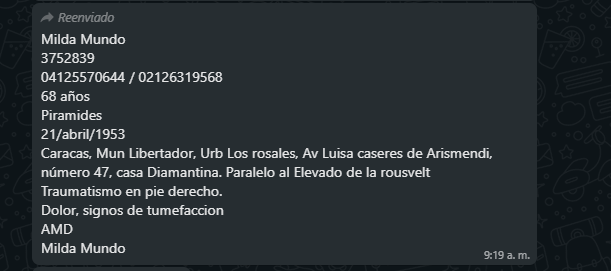 Reenviado
Milda Mundo
3752839
04125570644 / 02126319568
68 años
Piramides
21/abril/1953
Caracas, Mun Libertador, Urb Los rosales, Av Luisa caseres de Arismendi,
número 47, casa Diamantina. Paralelo al Elevado de la rousvelt
Traumatismo en pie derecho.
Dolor, signos de tumefaccion
AMD
Milda Mundo
9:19 a. m.